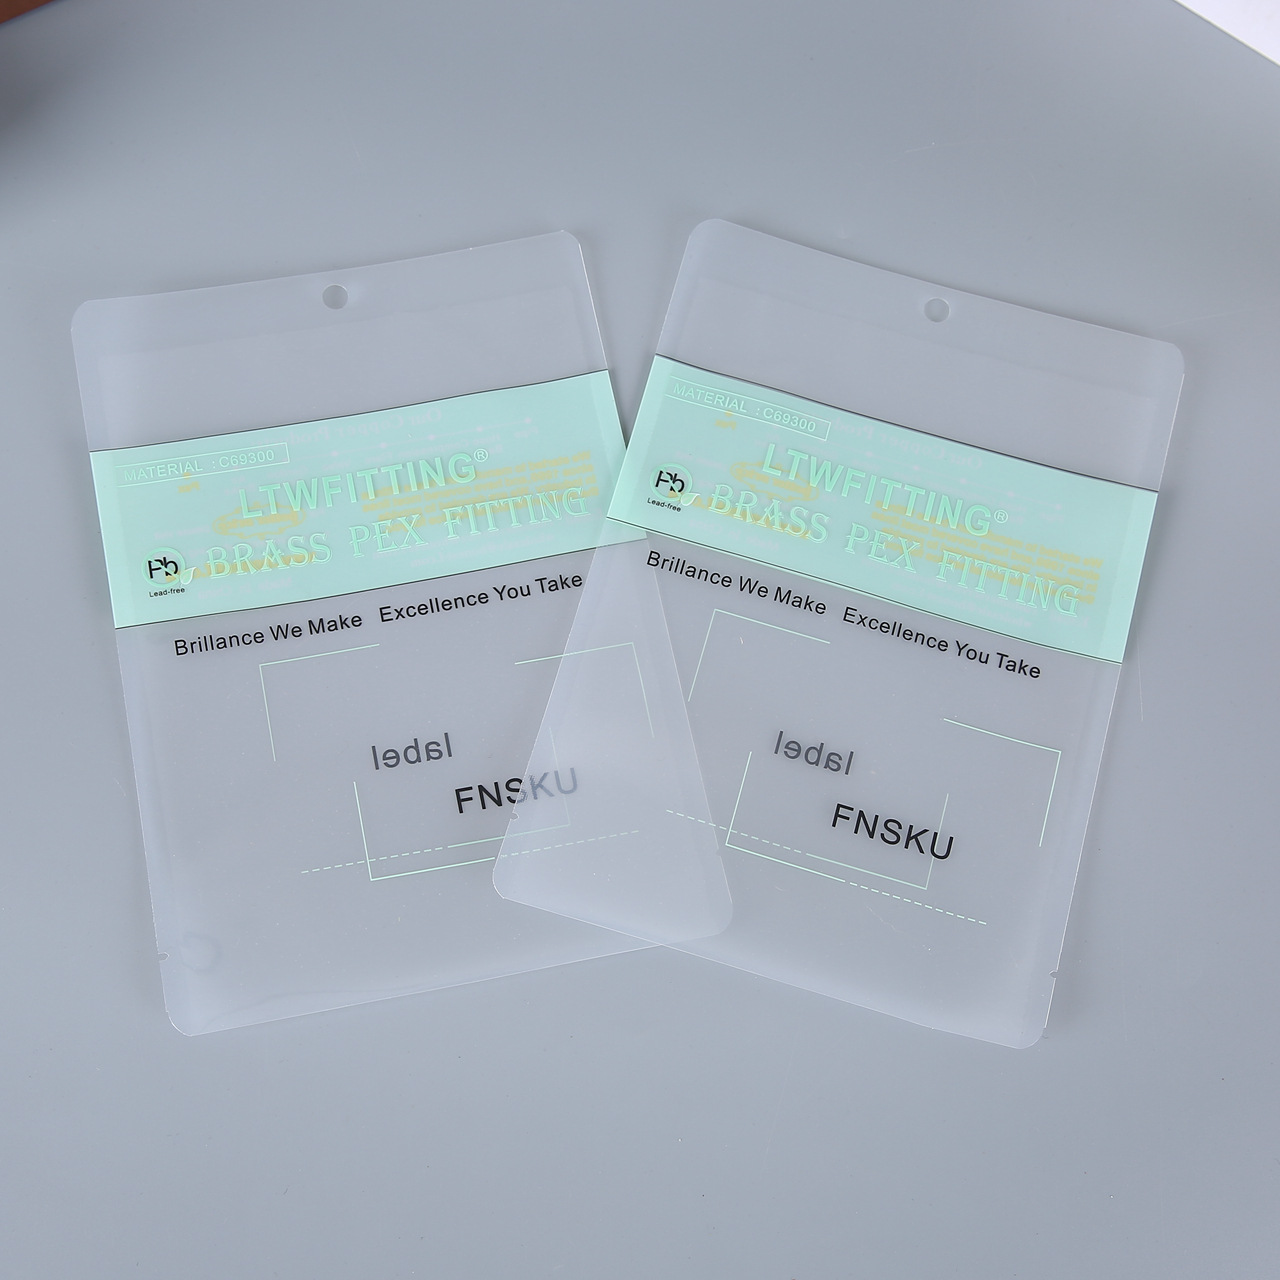 MATERIAL : C69300
LTWFITTING®
BRASS PEX FITTING
Pb
Lead-free
Brillance We Make Excellence You Take
label
FNSKU
MATERIAL : C69300
LTWFITTING®
BRASS PEX FITTING
Pb
Lead-free
Brillance We Make Excellence You Take
label
FNSKU